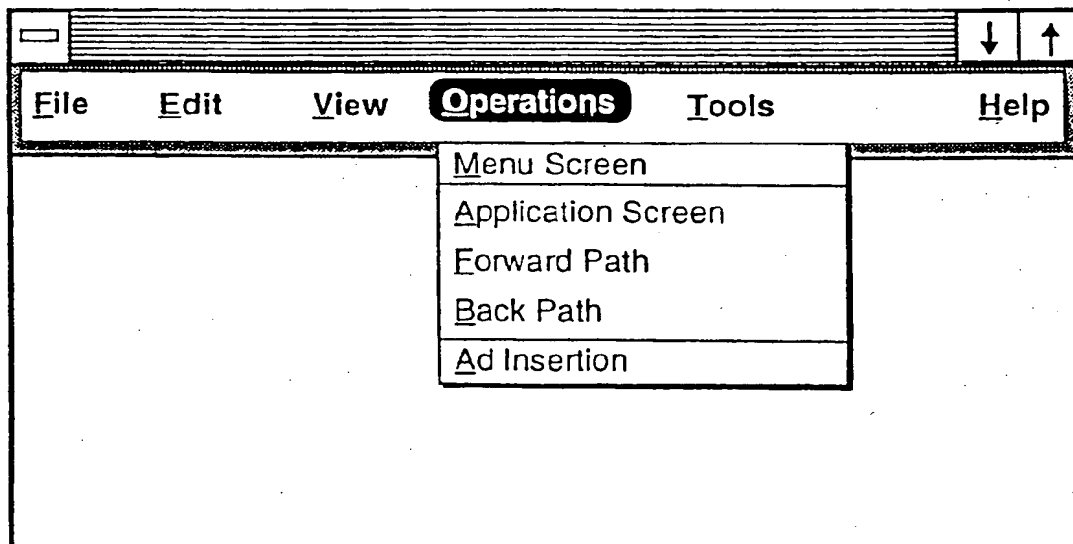 File Edit View Operations Tools Help
Menu Screen
Application Screen
Forward Path
Back Path
Ad Insertion